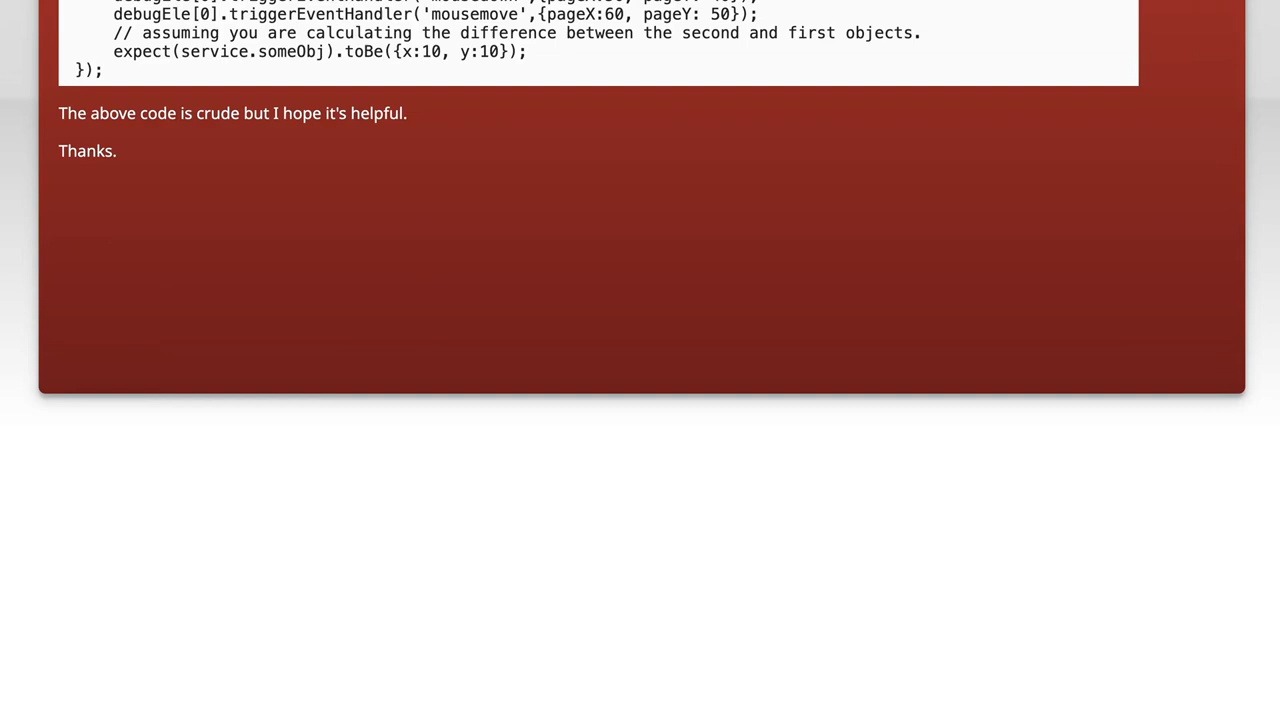 debugEle[0].triggerEventHandler('mousemove',{pageX:60, pageY: 50});
// assuming you are calculating the difference between the second and first objects.
expect(service.someObj).toBe({x:10, y:10});
});
The above code is crude but I hope it's helpful.
Thanks.